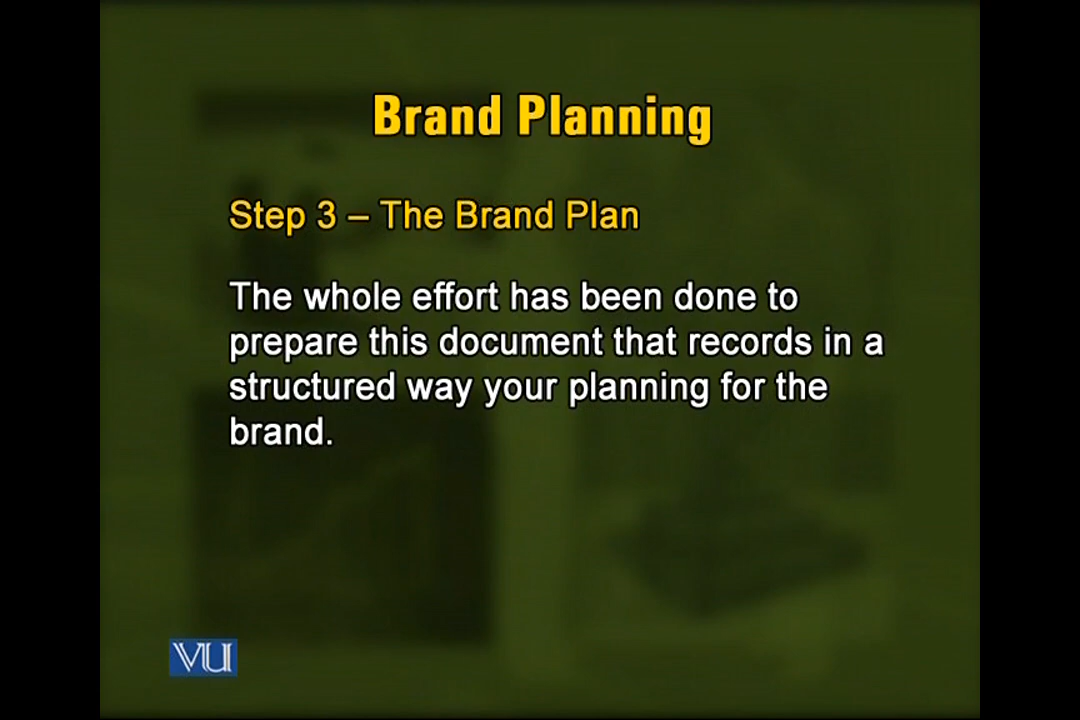 Brand Planning
Step 3 – The Brand Plan
The whole effort has been done to
prepare this document that records in a
structured way your planning for the
brand.
VU